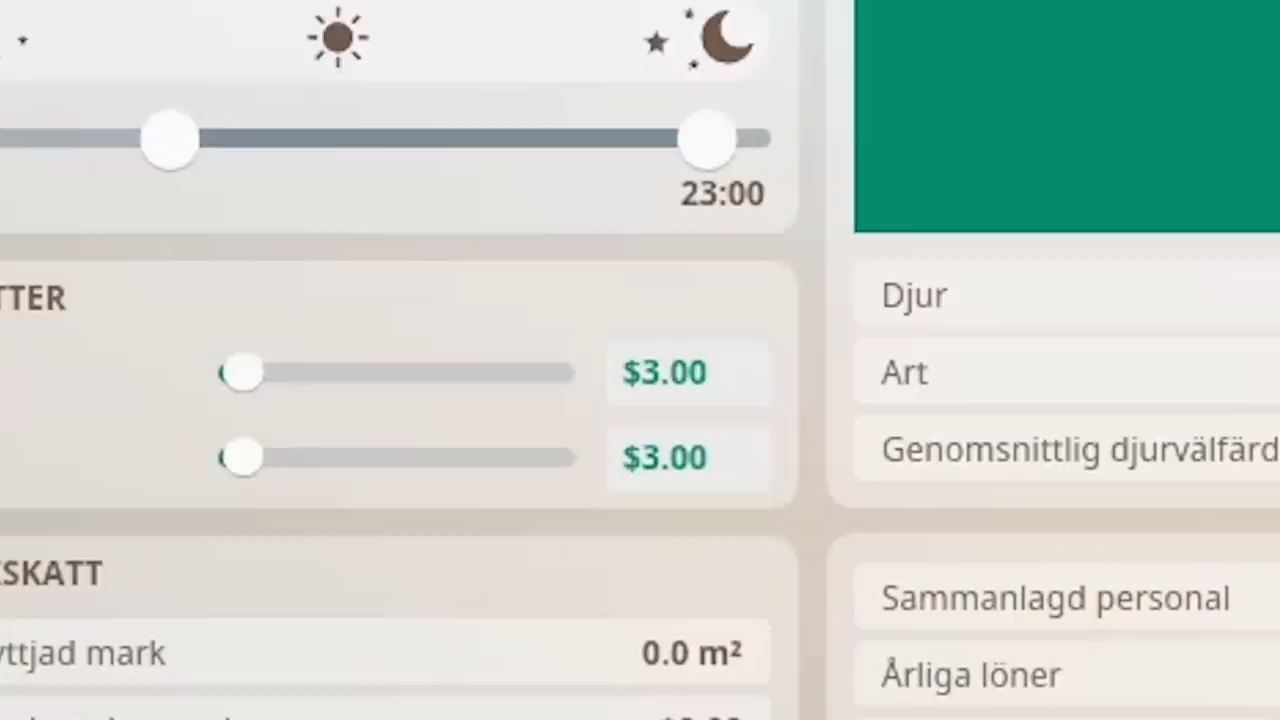 23:00
TTER
$3.00
$3.00
SKATT
yttjad mark 0.0 m²
Djur
Art
Genomsnittlig djurvälfärd
Sammanlagd personal
Årliga löner